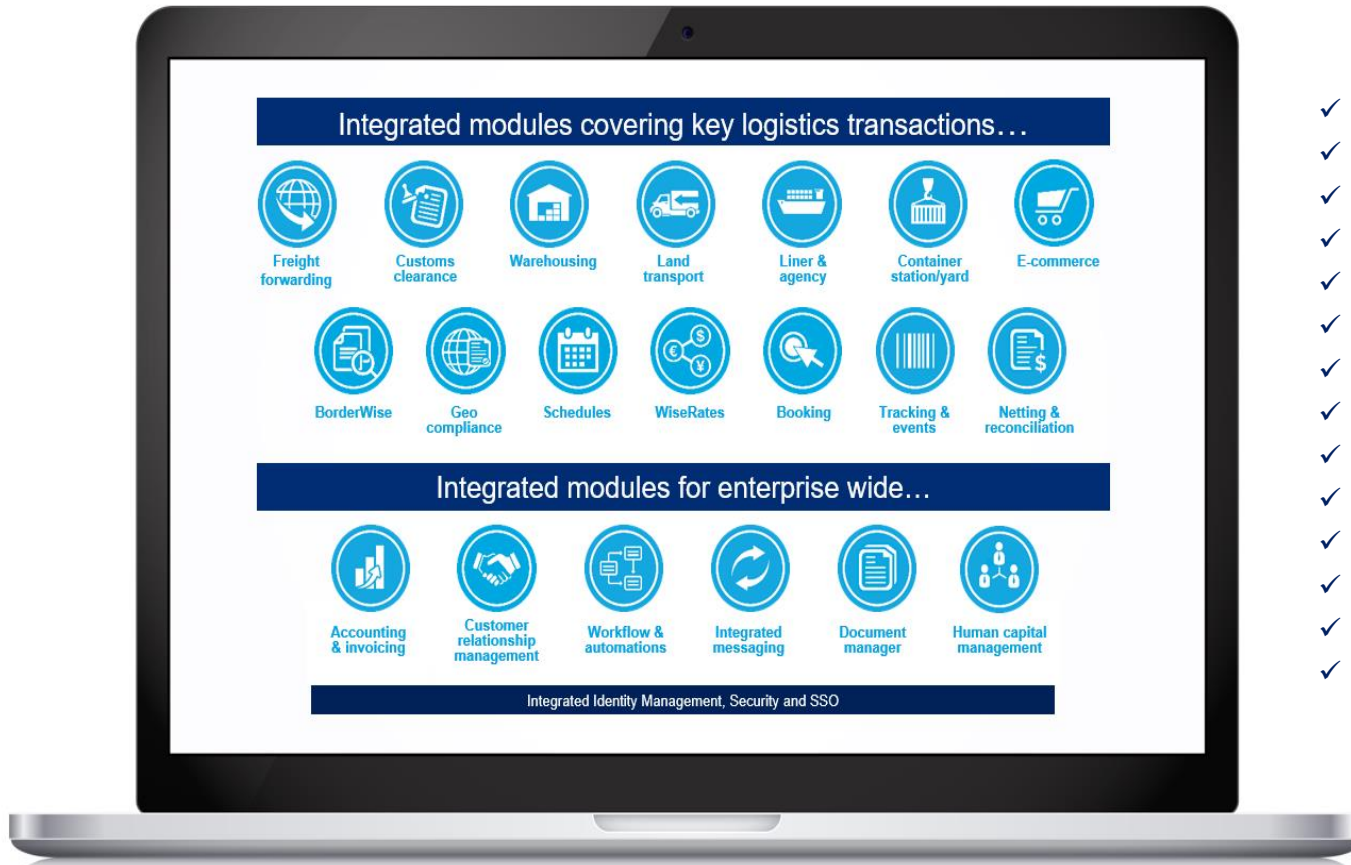 Integrated modules covering key logistics transactions…
Freight
forwarding
Customs
clearance
Warehousing
Land
transport
Liner &
agency
Container
station/yard
E-commerce
BorderWise
Geo
compliance
Schedules
WiseRates
Booking
Tracking &
events
Netting &
reconciliation
Integrated modules for enterprise wide…
Accounting
& invoicing
Customer
relationship
management
Workflow &
automations
Integrated
messaging
Document
manager
Human capital
management
Integrated Identity Management, Security and SSO